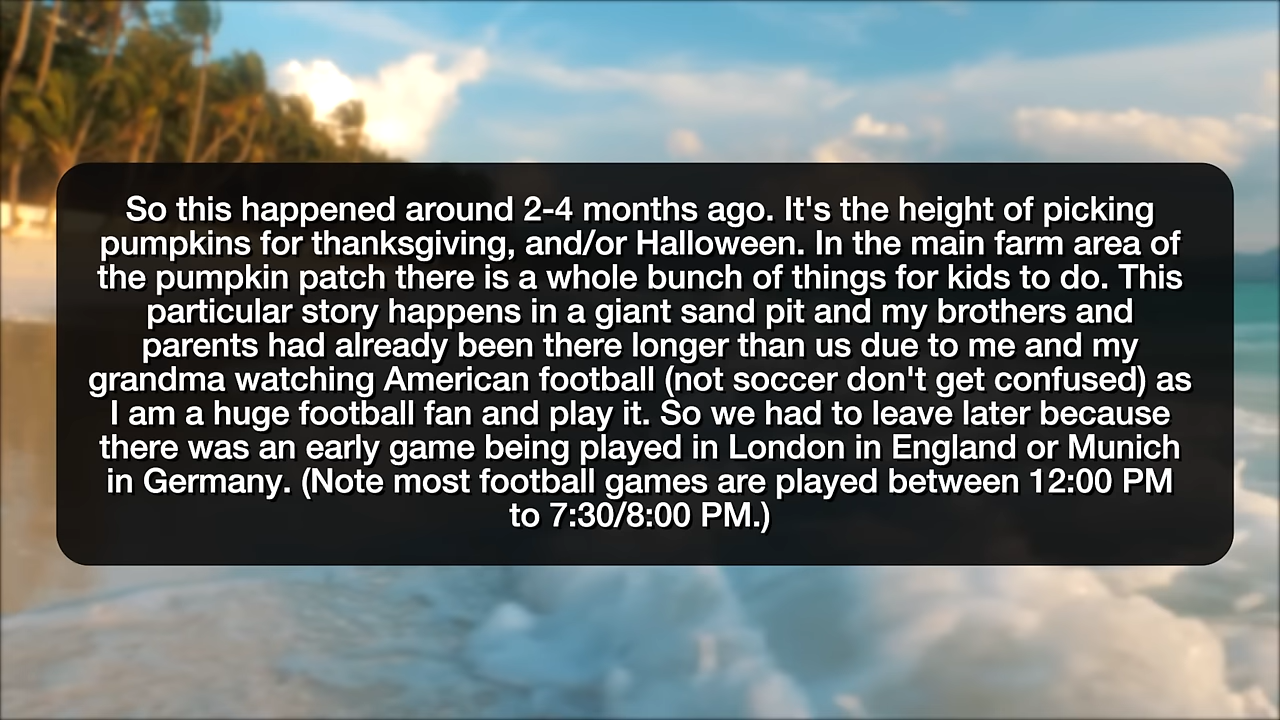 So this happened around 2-4 months ago. It's the height of picking
pumpkins for thanksgiving, and/or Halloween. In the main farm area of
the pumpkin patch there is a whole bunch of things for kids to do. This
particular story happens in a giant sand pit and my brothers and
parents had already been there longer than us due to me and my
grandma watching American football (not soccer don't get confused) as
I am a huge football fan and play it. So we had to leave later because
there was an early game being played in London in England or Munich
in Germany. (Note most football games are played between 12:00 PM
to 7:30/8:00 PM.)